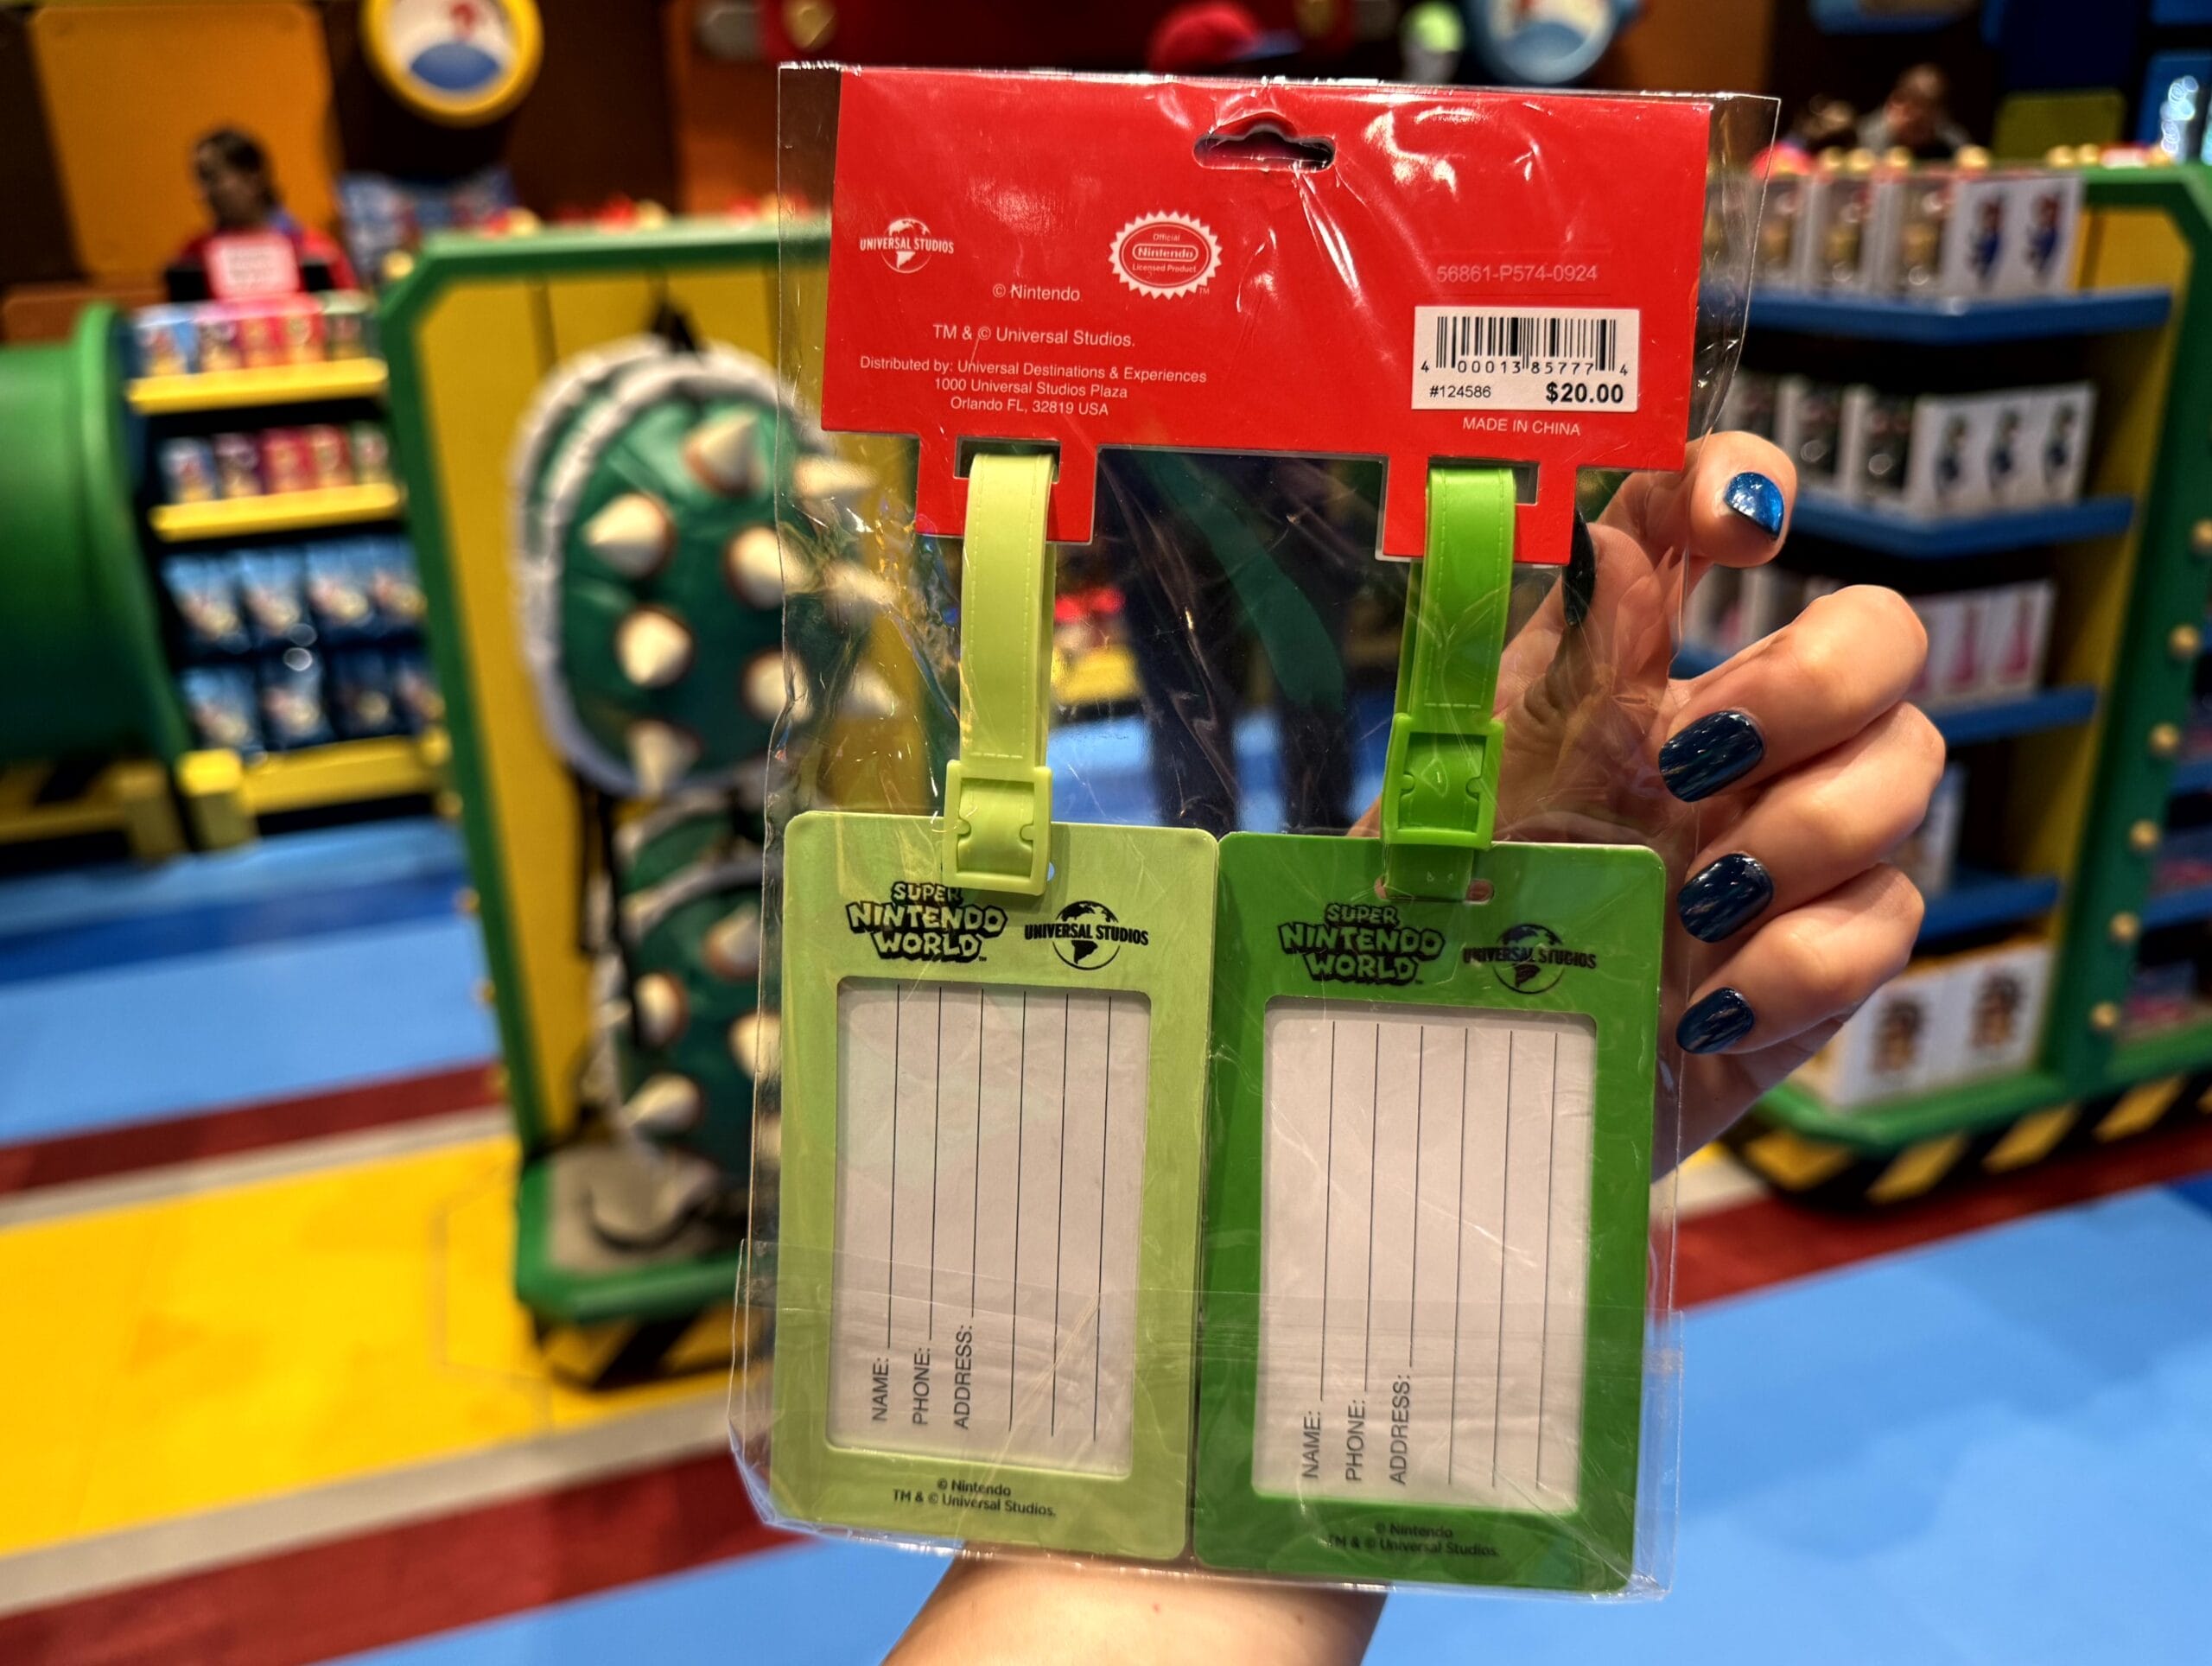 UNIVERSAL STUDIOS
Official
Nintendo
Licensed Product
TM
© Nintendo.
TM & © Universal Studios.
Distributed by: Universal Destinations & Experiences
1000 Universal Studios Plaza
Orlando FL, 32819 USA
56861-P574-0924
4 00013 85777 4
#124586 $20.00
MADE IN CHINA
SUPER
NINTENDO
WORLD™
UNIVERSAL STUDIOS
NAME:
PHONE:
ADDRESS:
© Nintendo
TM & © Universal Studios.
SUPER
NINTENDO
WORLD™
UNIVERSAL STUDIOS
NAME:
PHONE:
ADDRESS:
© Nintendo
TM & © Universal Studios.